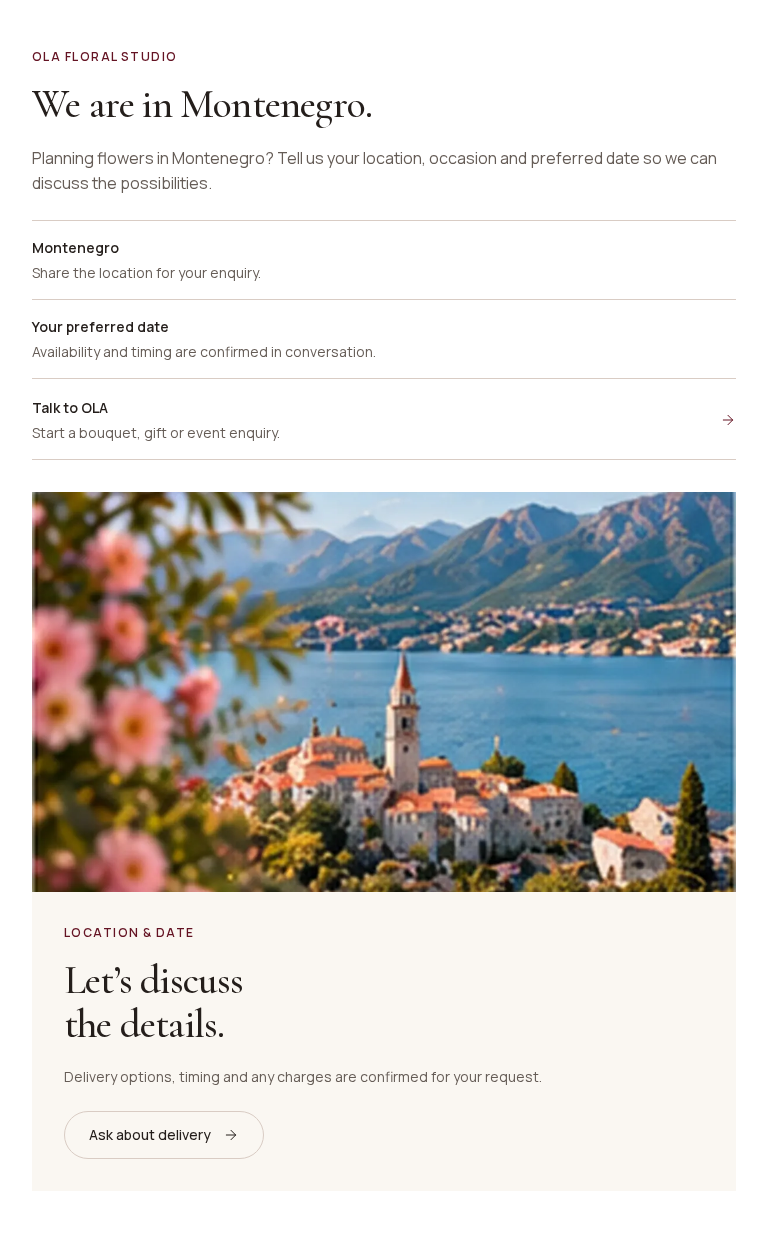 OLA FLORAL STUDIO
We are in Montenegro.
Planning flowers in Montenegro? Tell us your location, occasion and preferred date so we can
discuss the possibilities.
Montenegro
Share the location for your enquiry.
Your preferred date
Availability and timing are confirmed in conversation.
Talk to OLA
Start a bouquet, gift or event enquiry.
LOCATION & DATE
Let’s discuss
the details.
Delivery options, timing and any charges are confirmed for your request.
Ask about delivery